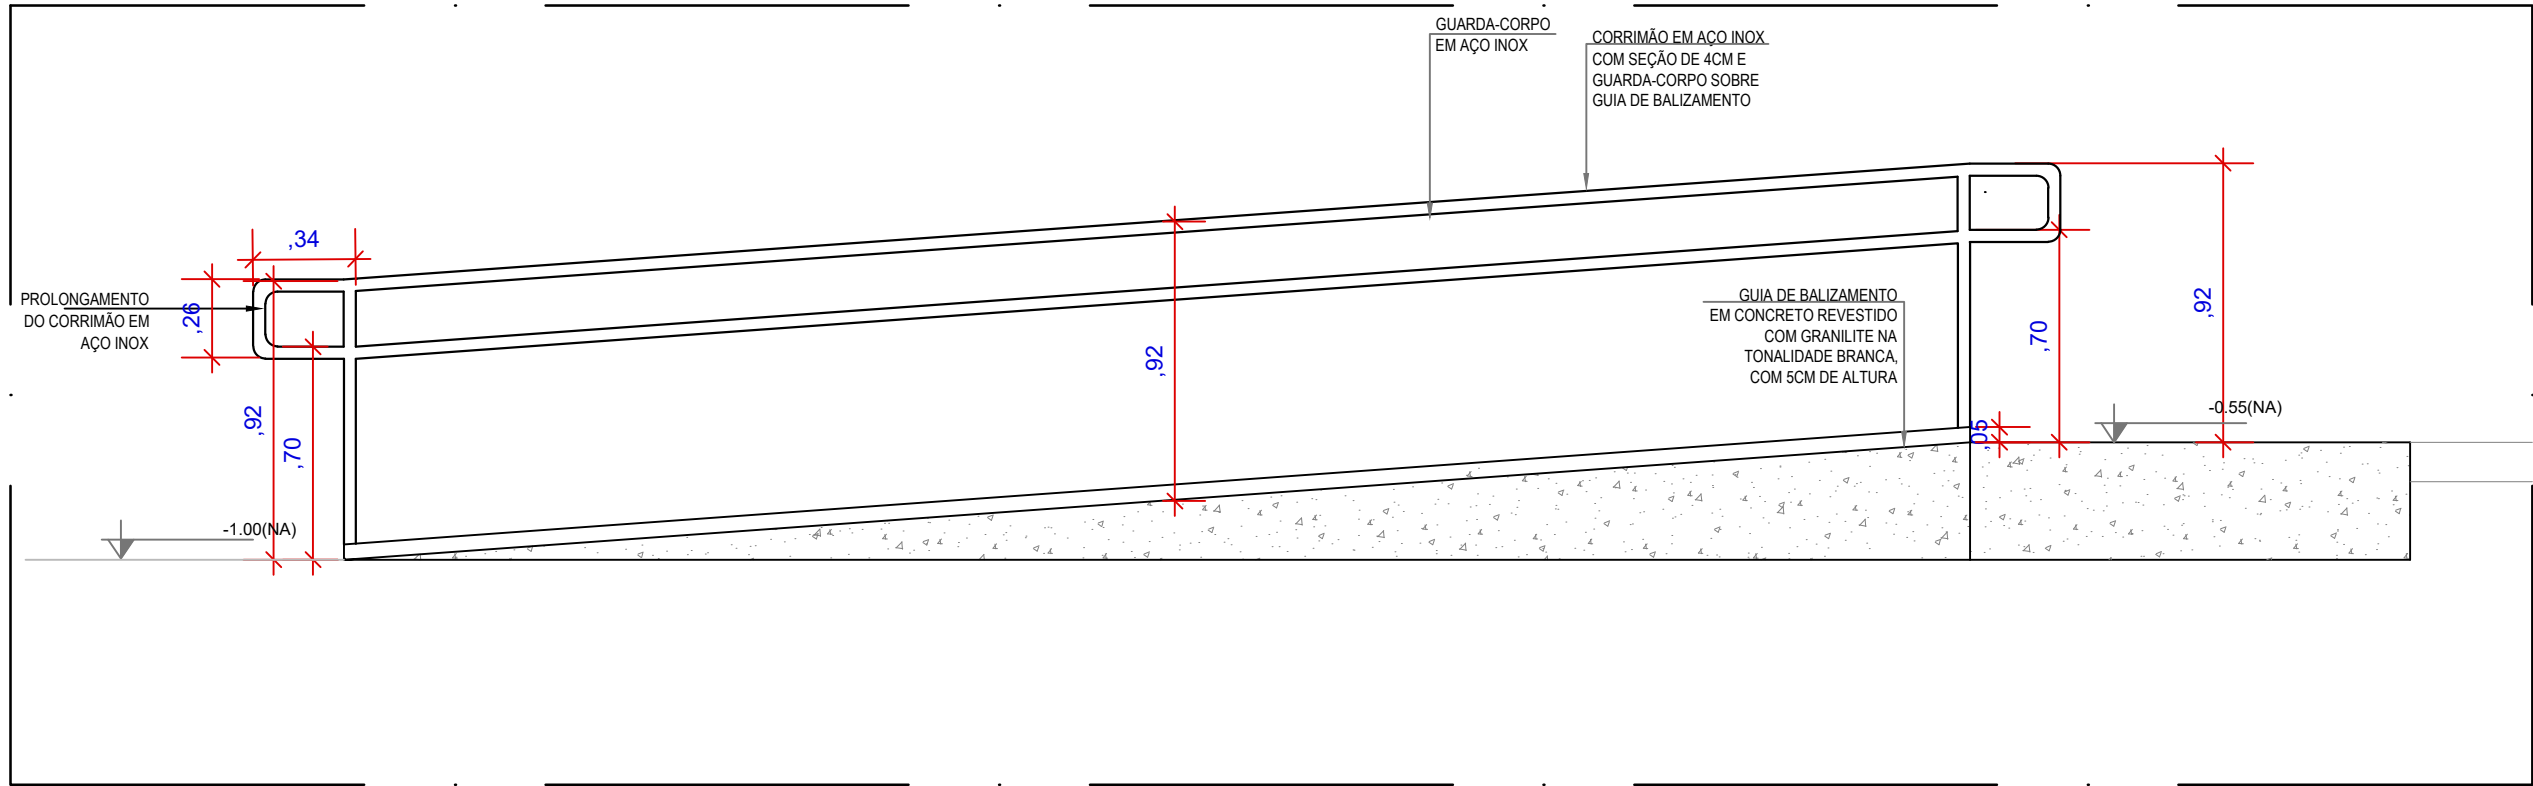 GUARDA-CORPO
EM AÇO INOX
CORRIMÃO EM AÇO INOX
COM SEÇÃO DE 4CM E
GUARDA-CORPO SOBRE
GUIA DE BALIZAMENTO
,34
PROLONGAMENTO
DO CORRIMÃO EM
AÇO INOX
,26
,92
,70
-1.00(NA)
,92
GUIA DE BALIZAMENTO
EM CONCRETO REVESTIDO
COM GRANILITE NA
TONALIDADE BRANCA,
COM 5CM DE ALTURA
,05
,70
,92
-0.55(NA)